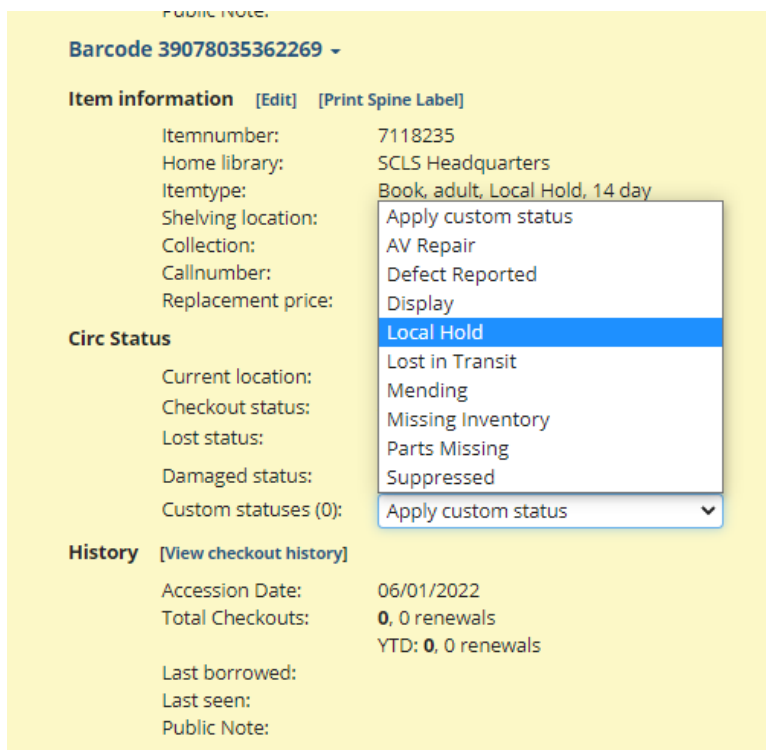 Public Note:
Barcode 39078035362269
Item information [Edit] [Print Spine Label]
Itemnumber: 7118235
Home library: SCLS Headquarters
Itemtype: Book, adult, Local Hold, 14 day
Shelving location:
Collection:
Callnumber:
Replacement price:
Apply custom status
AV Repair
Defect Reported
Display
Local Hold
Lost in Transit
Mending
Missing Inventory
Parts Missing
Suppressed
Circ Status
Current location:
Checkout status:
Lost status:
Damaged status:
Custom statuses (0): Apply custom status
History [View checkout history]
Accession Date: 06/01/2022
Total Checkouts: 0, 0 renewals
YTD: 0, 0 renewals
Last borrowed:
Last seen:
Public Note: